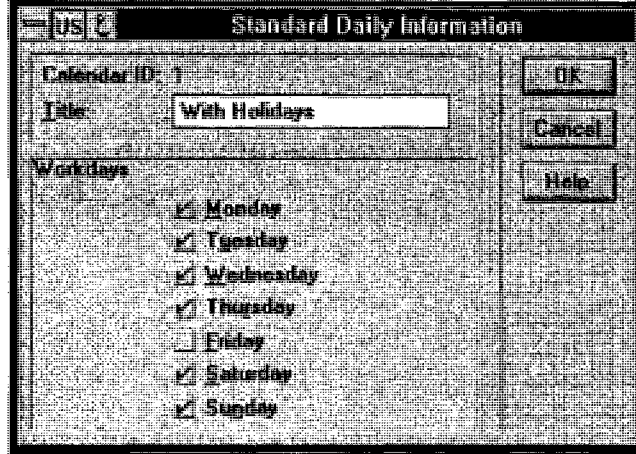 US Standard Daily Information
Calendar ID: 1
Title: With Holidays
OK
Cancel
Help
Workdays
Monday
Tuesday
Wednesday
Thursday
Friday
Saturday
Sunday